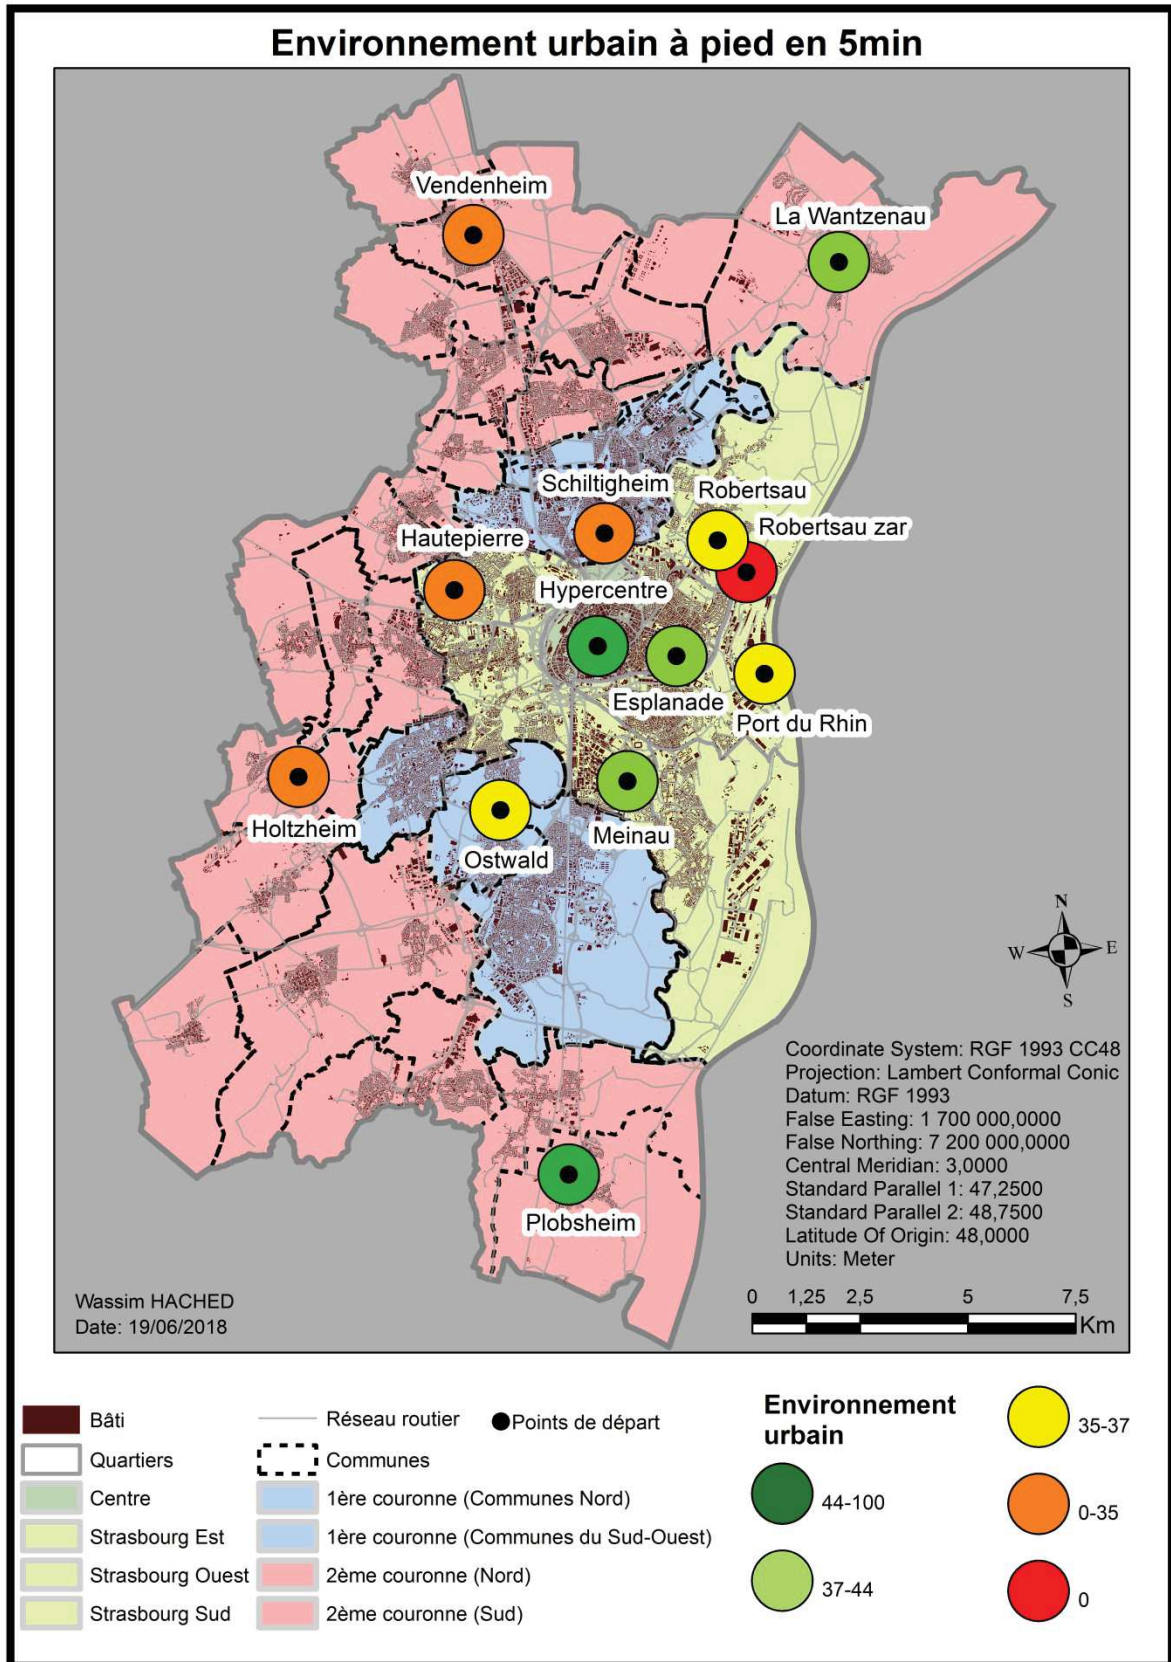 Environnement urbain à pied en 5min
Vendenheim
La Wantzenau
Schiltigheim
Robertsau
Robertsau zar
Hautepierre
Hypercentre
Esplanade
Port du Rhin
Holtzheim
Ostwald
Meinau
Plobsheim
N
W E
S
Coordinate System: RGF 1993 CC48
Projection: Lambert Conformal Conic
Datum: RGF 1993
False Easting: 1 700 000,0000
False Northing: 7 200 000,0000
Central Meridian: 3,0000
Standard Parallel 1: 47,2500
Standard Parallel 2: 48,7500
Latitude Of Origin: 48,0000
Units: Meter
Wassim HACHED
Date: 19/06/2018
0 1,25 2,5 5 7,5
Km
Bâti
Quartiers
Centre
Strasbourg Est
Strasbourg Ouest
Strasbourg Sud
Réseau routier
Points de départ
Communes
1ère couronne (Communes Nord)
1ère couronne (Communes du Sud-Ouest)
2ème couronne (Nord)
2ème couronne (Sud)
Environnement
urbain
44-100
37-44
35-37
0-35
0